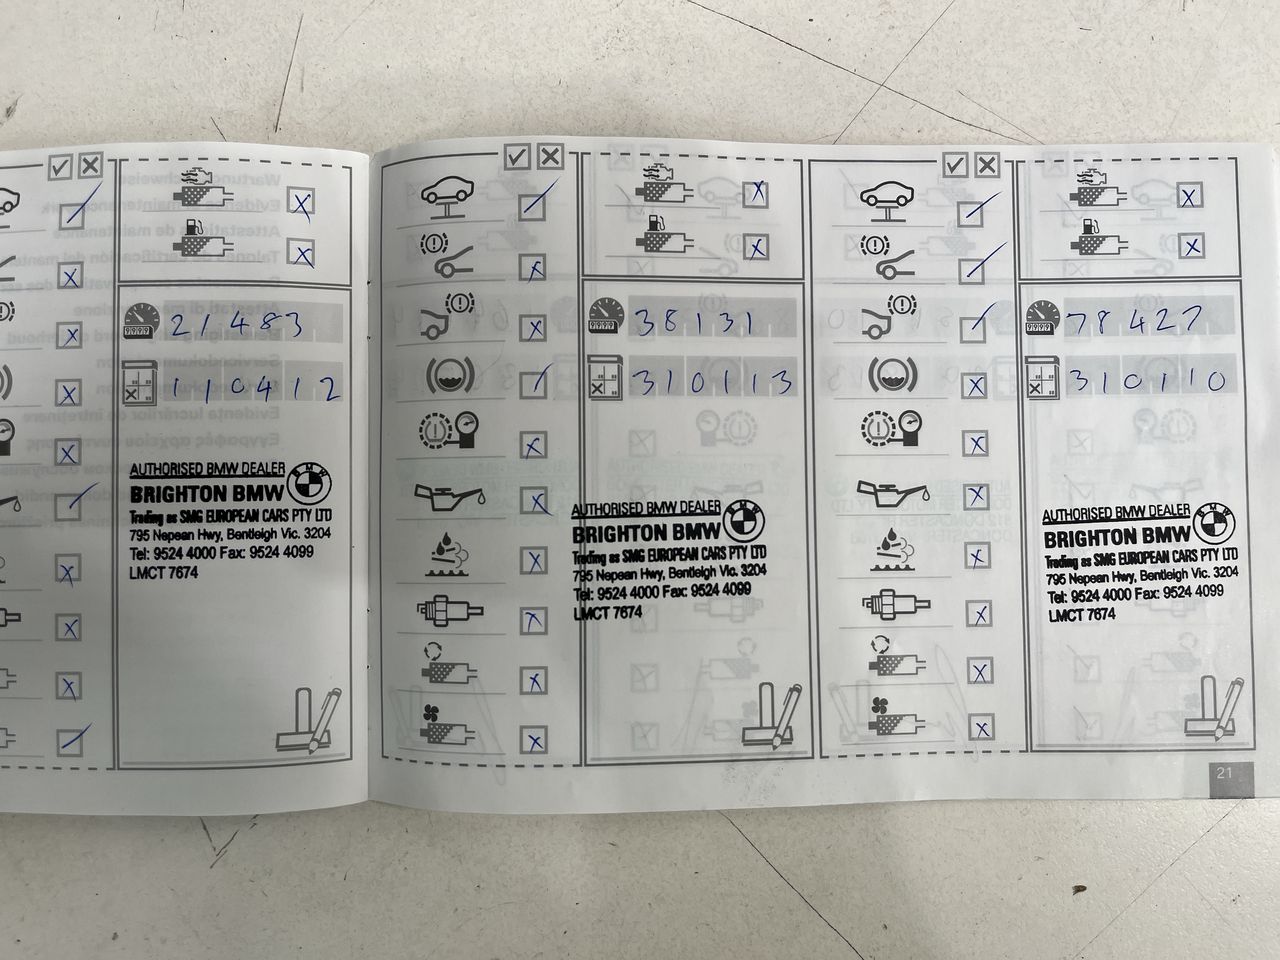 21483
110412
AUTHORISED BMW DEALER
BRIGHTON BMW
BMW
Trading as SMG EUROPEAN CARS PTY LTD
795 Nepean Hwy, Bentleigh Vic. 3204
Tel: 9524 4000 Fax: 9524 4099
LMCT 7674
38131
310113
AUTHORISED BMW DEALER
BRIGHTON BMW
BMW
Trading as SMG EUROPEAN CARS PTY LTD
795 Nepean Hwy, Bentleigh Vic. 3204
Tel: 9524 4000 Fax: 9524 4099
LMCT 7674
78427
310110
AUTHORISED BMW DEALER
BRIGHTON BMW
BMW
Trading as SMG EUROPEAN CARS PTY LTD
795 Nepean Hwy, Bentleigh Vic. 3204
Tel: 9524 4000 Fax: 9524 4099
LMCT 7674
21